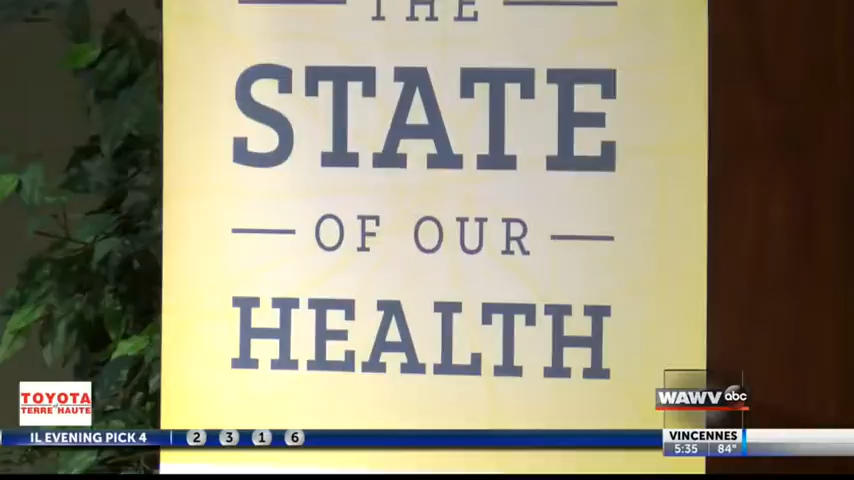 THE
STATE
OF OUR
HEALTH
TOYOTA
of
TERRE HAUTE
WAWV abc
IL EVENING PICK 4 2 3 1 6
VINCENNES
5:35 84°